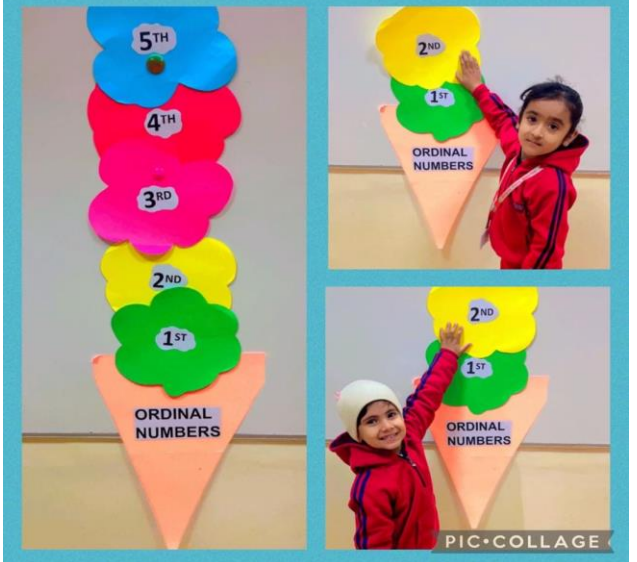 5TH
4TH
3RD
2ND
1ST
ORDINAL
NUMBERS
2ND
1ST
ORDINAL
NUMBERS
2ND
1ST
ORDINAL
NUMBERS
PIC•COLLAGE